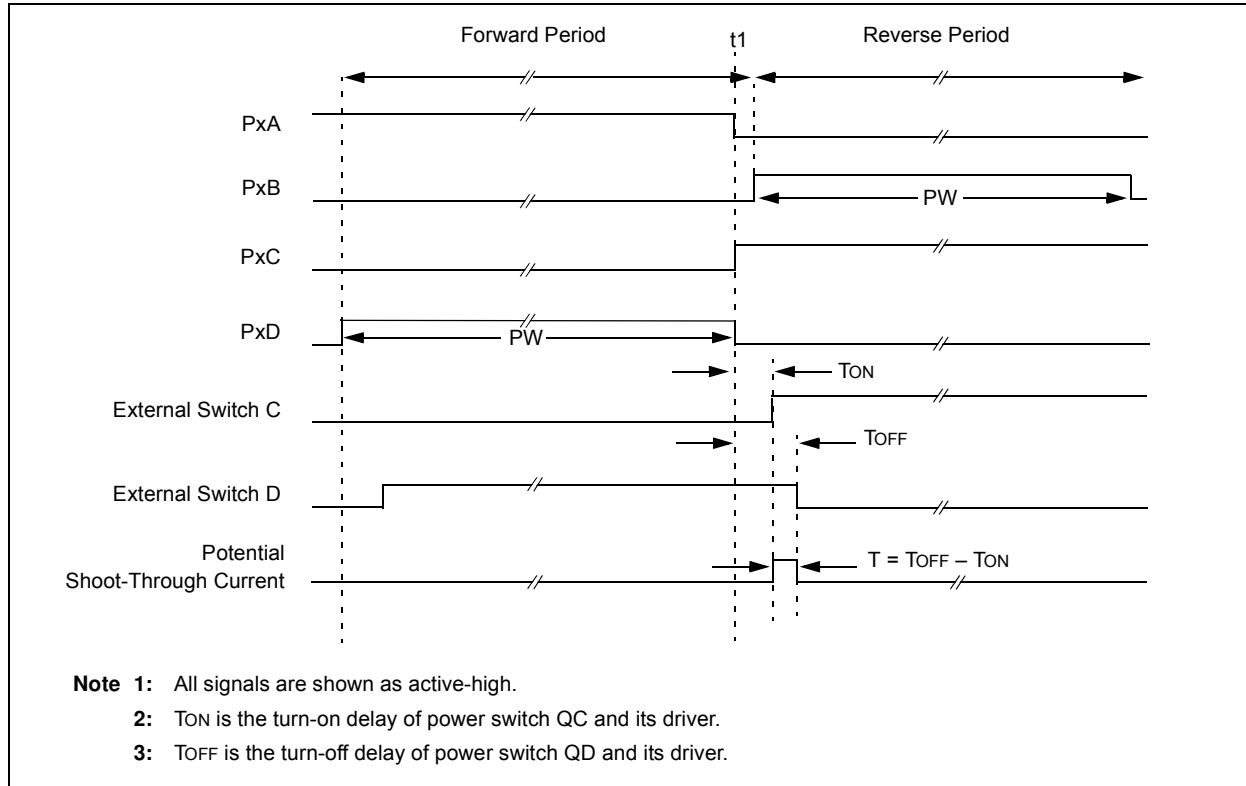 Forward Period
t1
Reverse Period
PxA
PxB
PW
PxC
PxD
PW
TON
External Switch C
TOFF
External Switch D
Potential
Shoot-Through Current
T = TOFF – TON
Note 1: All signals are shown as active-high.
2: TON is the turn-on delay of power switch QC and its driver.
3: TOFF is the turn-off delay of power switch QD and its driver.